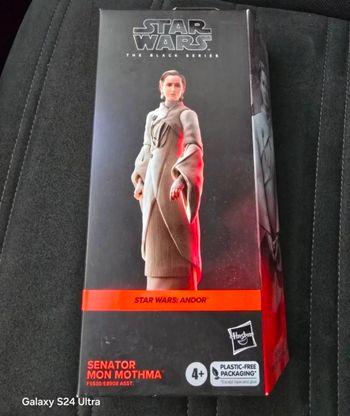 STAR
WARS
THE BLACK SERIES
STAR WARS: ANDOR
SENATOR
MON MOTHMA
F5530/E8908 ASST.
4+
Hasbro
PLASTIC-FREE
PACKAGING*
Galaxy S24 Ultra